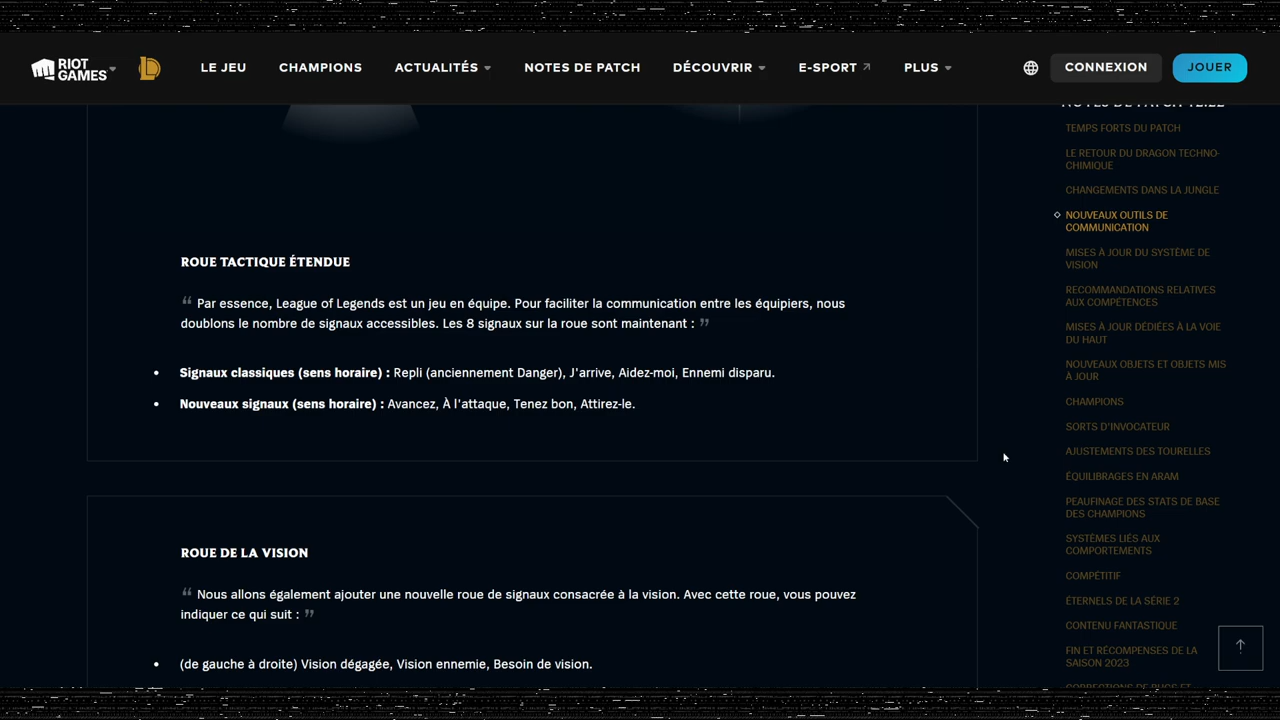 RIOT GAMES
LE JEU
CHAMPIONS
ACTUALITÉS
NOTES DE PATCH
DÉCOUVRIR
E-SPORT
PLUS
CONNEXION
JOUER
ROUE TACTIQUE ÉTENDUE
“ Par essence, League of Legends est un jeu en équipe. Pour faciliter la communication entre les équipiers, nous
doublons le nombre de signaux accessibles. Les 8 signaux sur la roue sont maintenant : ”
• Signaux classiques (sens horaire) : Repli (anciennement Danger), J'arrive, Aidez-moi, Ennemi disparu.
• Nouveaux signaux (sens horaire) : Avancez, À l'attaque, Tenez bon, Attirez-le.
ROUE DE LA VISION
“ Nous allons également ajouter une nouvelle roue de signaux consacrée à la vision. Avec cette roue, vous pouvez
indiquer ce qui suit : ”
• (de gauche à droite) Vision dégagée, Vision ennemie, Besoin de vision.
NOTES DE PATCH
TEMPS FORTS DU PATCH
LE RETOUR DU DRAGON TECHNO-
CHIMIQUE
CHANGEMENTS DANS LA JUNGLE
NOUVEAUX OUTILS DE
COMMUNICATION
MISES À JOUR DU SYSTÈME DE
VISION
RECOMMANDATIONS RELATIVES
AUX COMPÉTENCES
MISES À JOUR DÉDIÉES À LA VOIE
DU HAUT
NOUVEAUX OBJETS ET OBJETS MIS
À JOUR
CHAMPIONS
SORTS D'INVOCATEUR
AJUSTEMENTS DES TOURELLES
ÉQUILIBRAGES EN ARAM
PEAUFINAGE DES STATS DE BASE
DES CHAMPIONS
SYSTÈMES LIÉS AUX
COMPORTEMENTS
COMPÉTITIF
ÉTERNELS DE LA SÉRIE 2
CONTENU FANTASTIQUE
FIN ET RÉCOMPENSES DE LA
SAISON 2023
CORRECTIONS DE BUGS ET